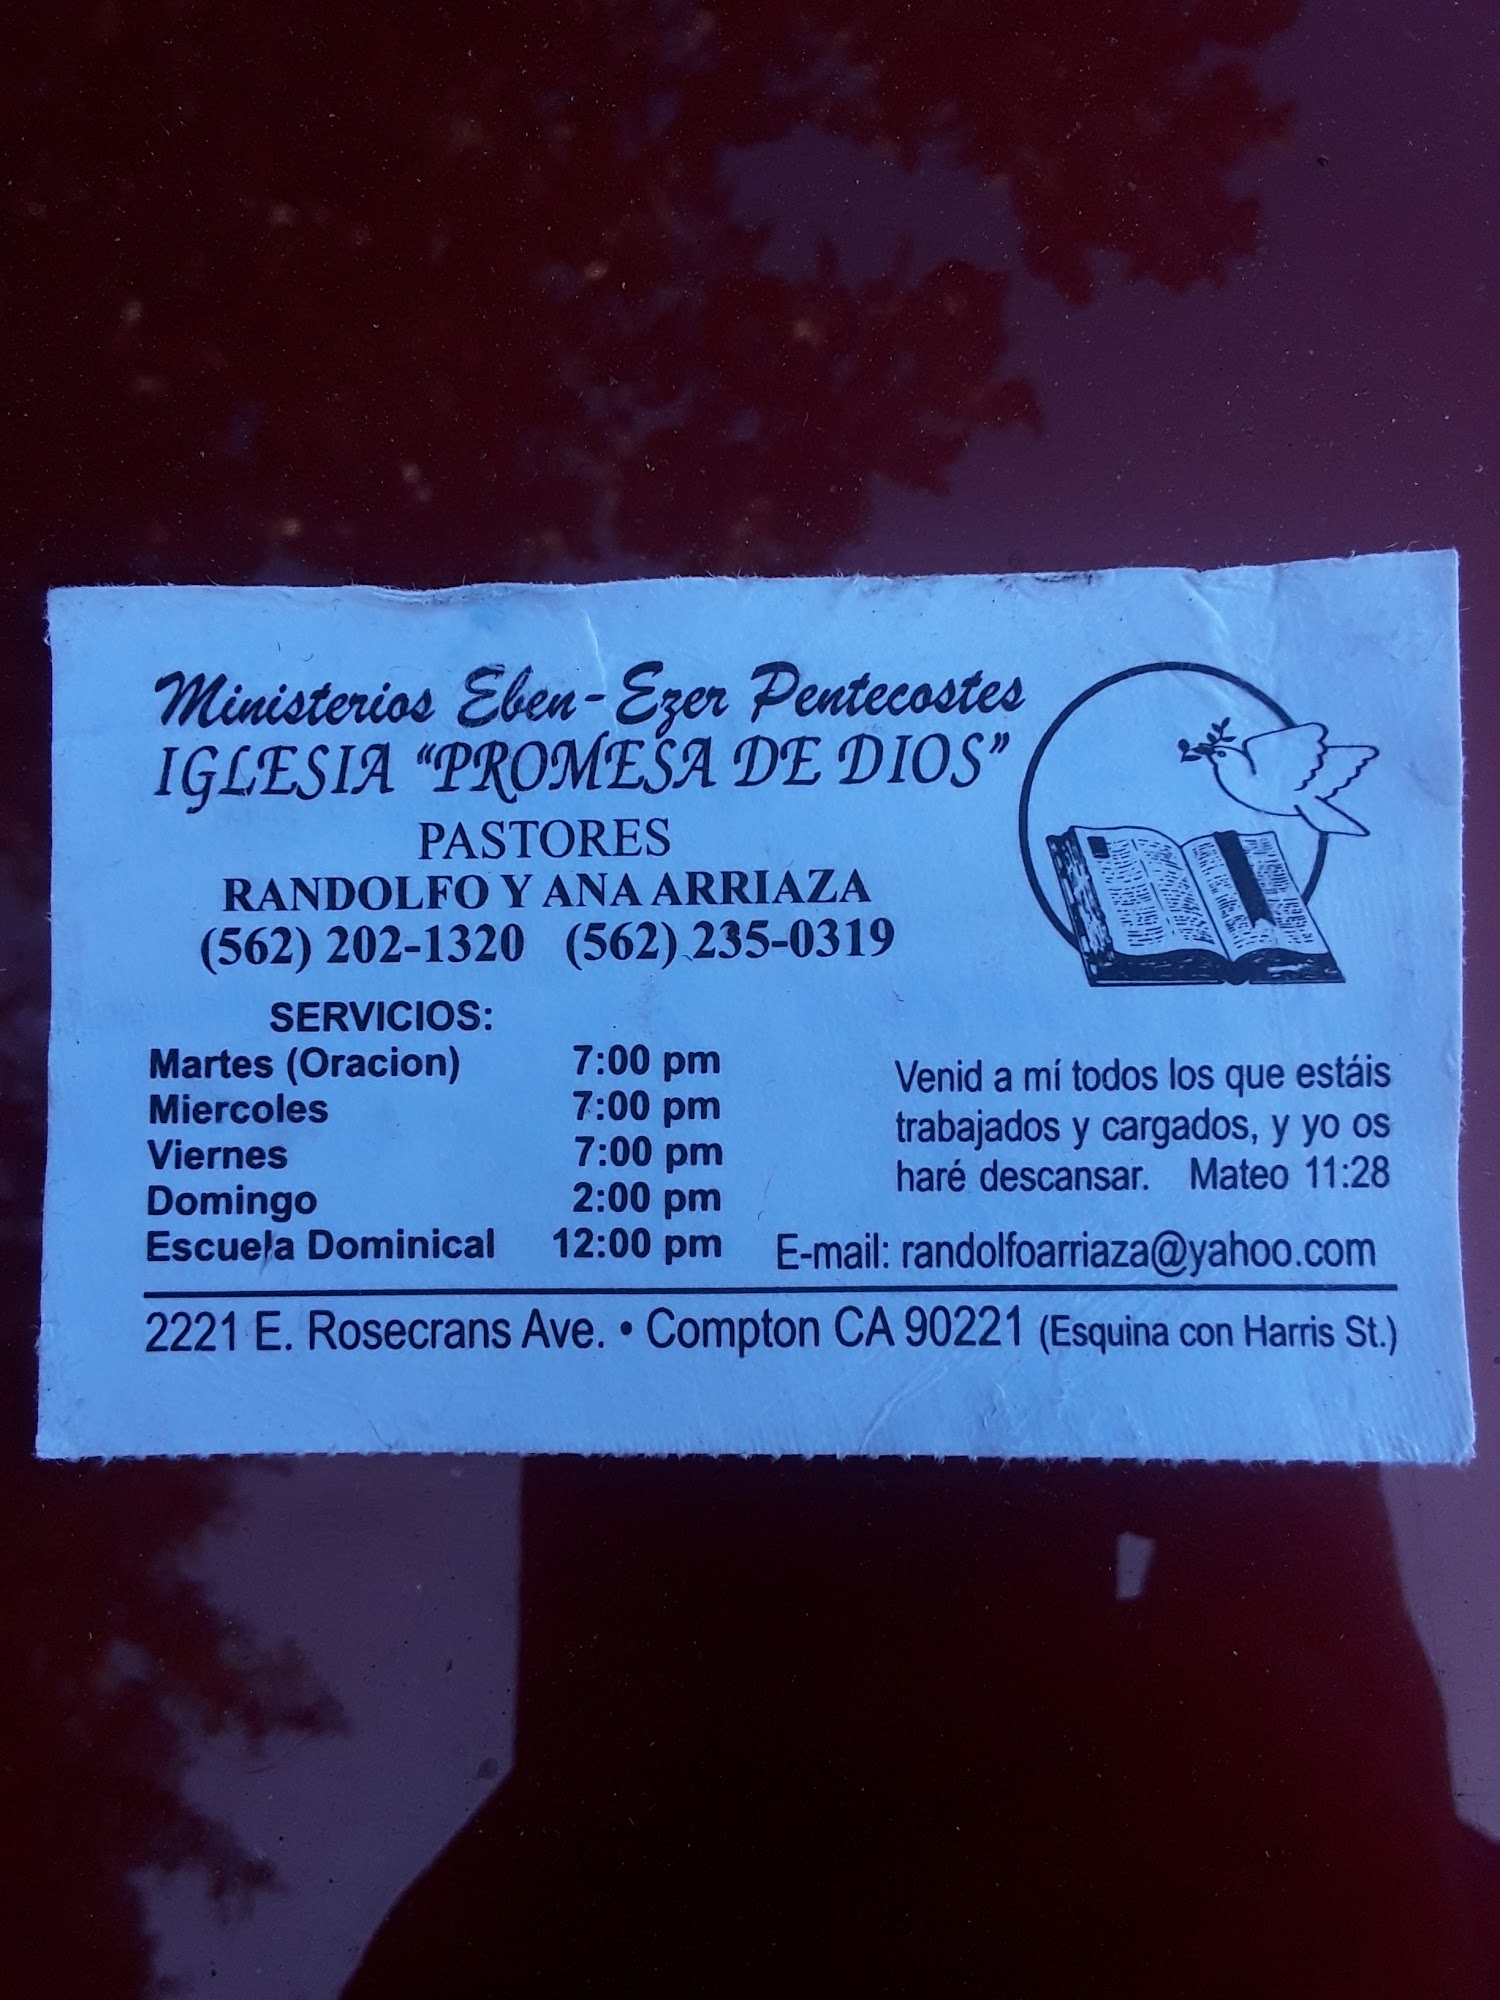 Ministerios Eben-Ezer Pentecostes
IGLESIA "PROMESA DE DIOS"
PASTORES
RANDOLFO Y ANA ARRIAZA
(562) 202-1320 (562) 235-0319
SERVICIOS:
Martes (Oracion) 7:00 pm
Miercoles 7:00 pm
Viernes 7:00 pm
Domingo 2:00 pm
Escuela Dominical 12:00 pm
Venid a mí todos los que estáis
trabajados y cargados, y yo os
haré descansar. Mateo 11:28
E-mail: randolfoarriaza@yahoo.com
2221 E. Rosecrans Ave. • Compton CA 90221 (Esquina con Harris St.)